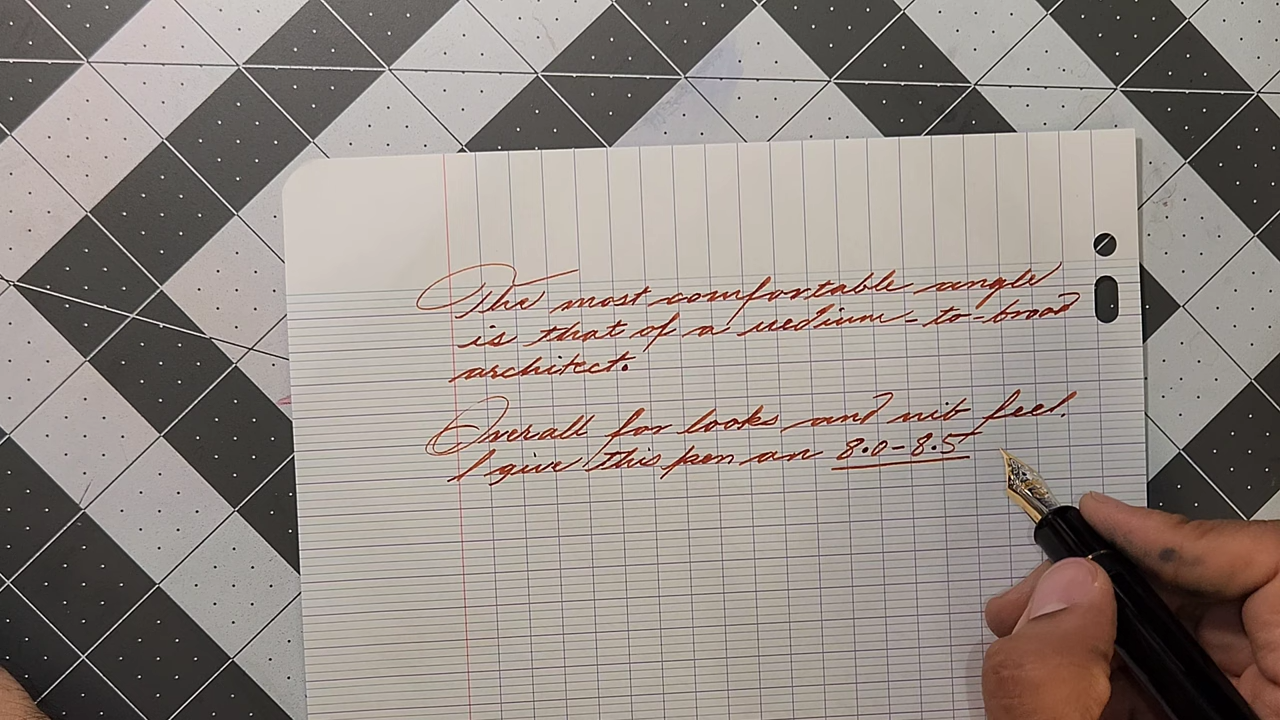 The most comfortable angle
is that of a medium-to-broad
architect.
Overall for looks and nib feel,
I give this pen an 8.0-8.5